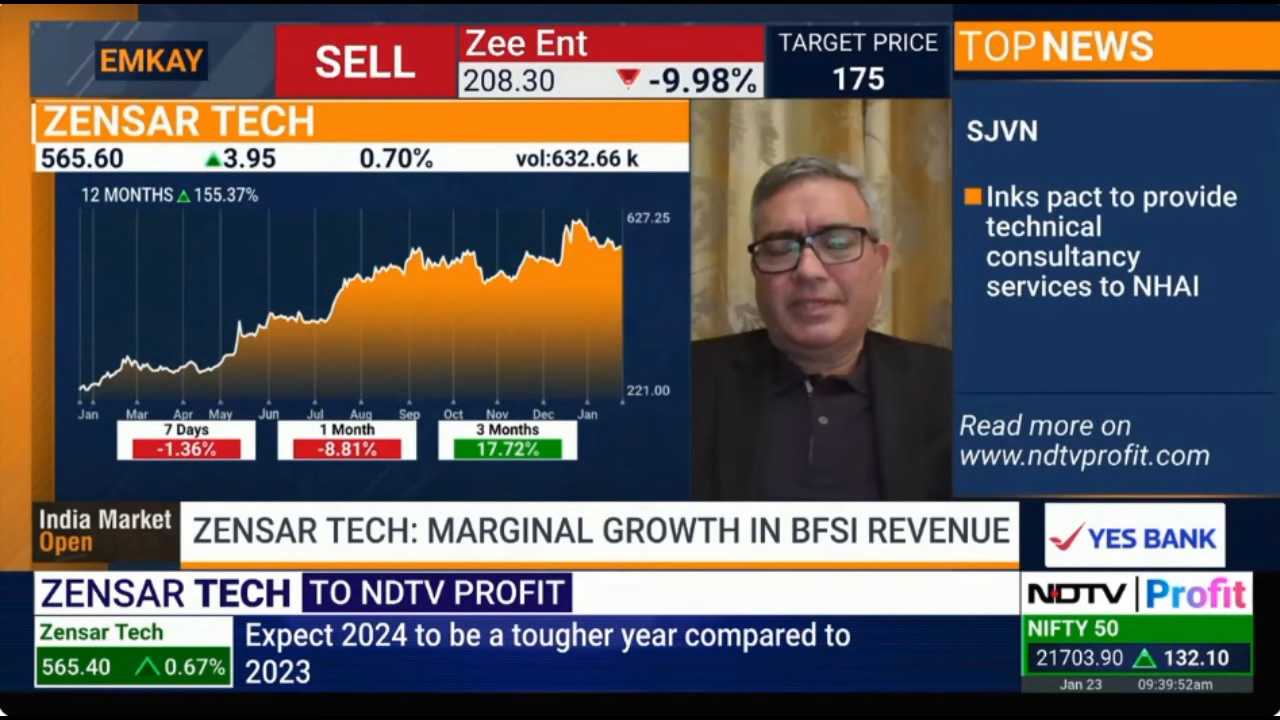 EMKAY
SELL
Zee Ent
208.30 -9.98%
TARGET PRICE
175
TOP NEWS
ZENSAR TECH
565.60 3.95 0.70% vol:632.66 k
12 MONTHS 155.37%
627.25
221.00
Jan Mar Apr May Jun Jul Aug Sep Oct Nov Dec Jan
7 Days
-1.36%
1 Month
-8.81%
3 Months
17.72%
SJVN
Inks pact to provide
technical
consultancy
services to NHAI
Read more on
www.ndtvprofit.com
India Market
Open
ZENSAR TECH: MARGINAL GROWTH IN BFSI REVENUE
YES BANK
ZENSAR TECH TO NDTV PROFIT
Zensar Tech
565.40 0.67%
Expect 2024 to be a tougher year compared to
2023
NDTV Profit
NIFTY 50
21703.90 132.10
Jan 23 09:39:52am